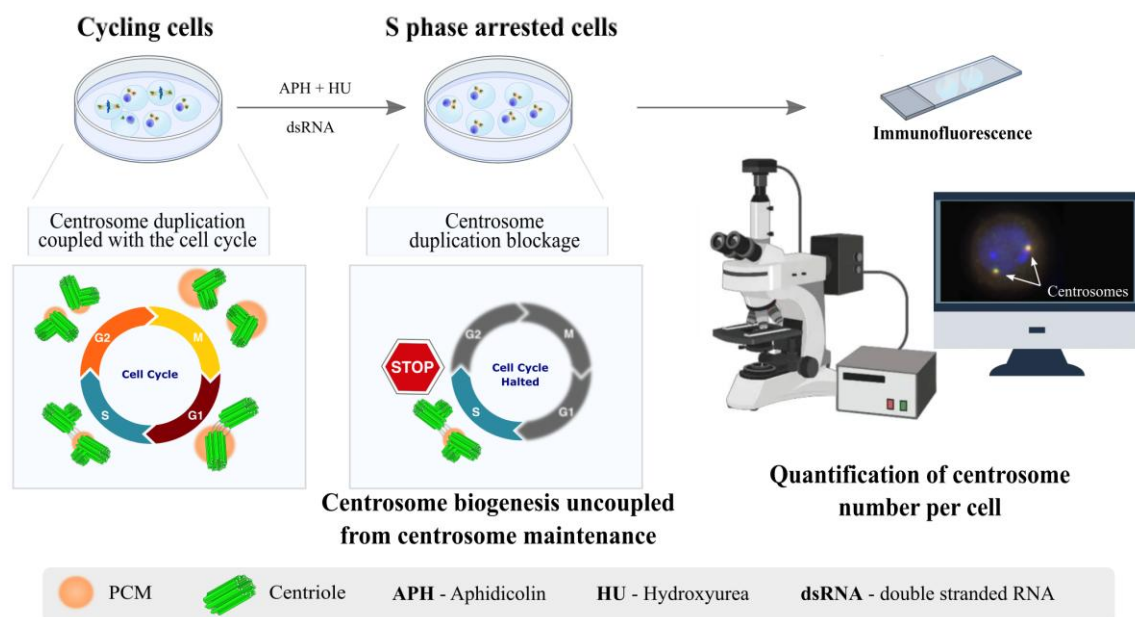 Cycling cells
S phase arrested cells
APH + HU
dsRNA
Immunofluorescence
Centrosome duplication
coupled with the cell cycle
Centrosome
duplication blockage
G2
M
Cell Cycle
S
G1
STOP
G2
M
Cell Cycle
Halted
S
G1
Centrosomes
Centrosome biogenesis uncoupled
from centrosome maintenance
Quantification of centrosome
number per cell
PCM
Centriole
APH - Aphidicolin
HU - Hydroxyurea
dsRNA - double stranded RNA